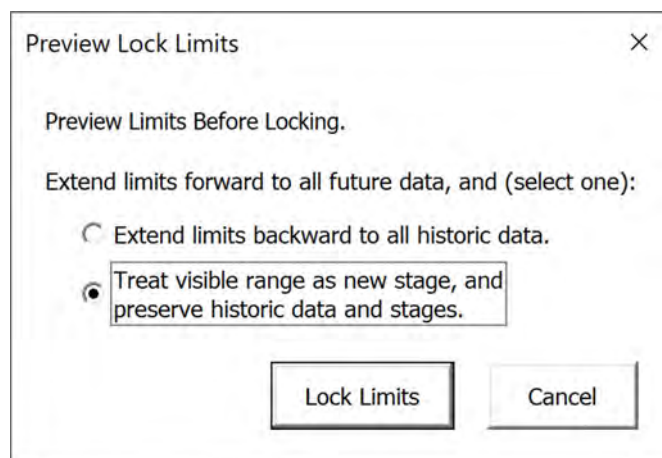 Preview Lock Limits
Preview Limits Before Locking.
Extend limits forward to all future data, and (select one):
Extend limits backward to all historic data.
Treat visible range as new stage, and
preserve historic data and stages.
Lock Limits
Cancel